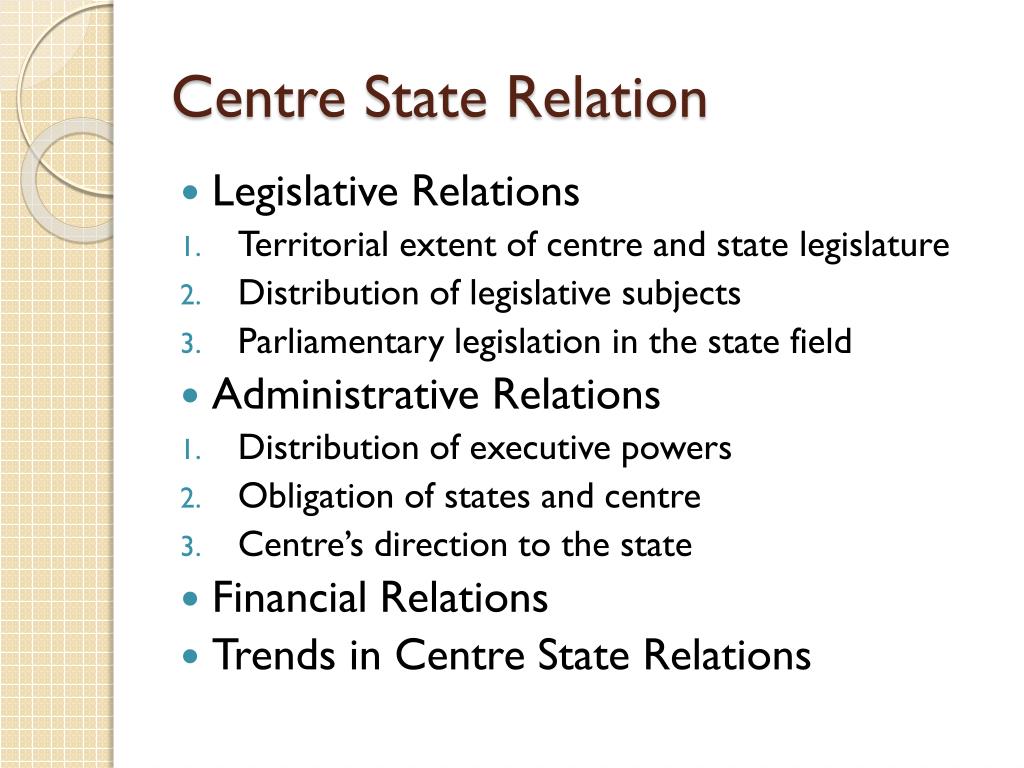 Centre State Relation
• Legislative Relations
1. Territorial extent of centre and state legislature
2. Distribution of legislative subjects
3. Parliamentary legislation in the state field
• Administrative Relations
1. Distribution of executive powers
2. Obligation of states and centre
3. Centre’s direction to the state
• Financial Relations
• Trends in Centre State Relations